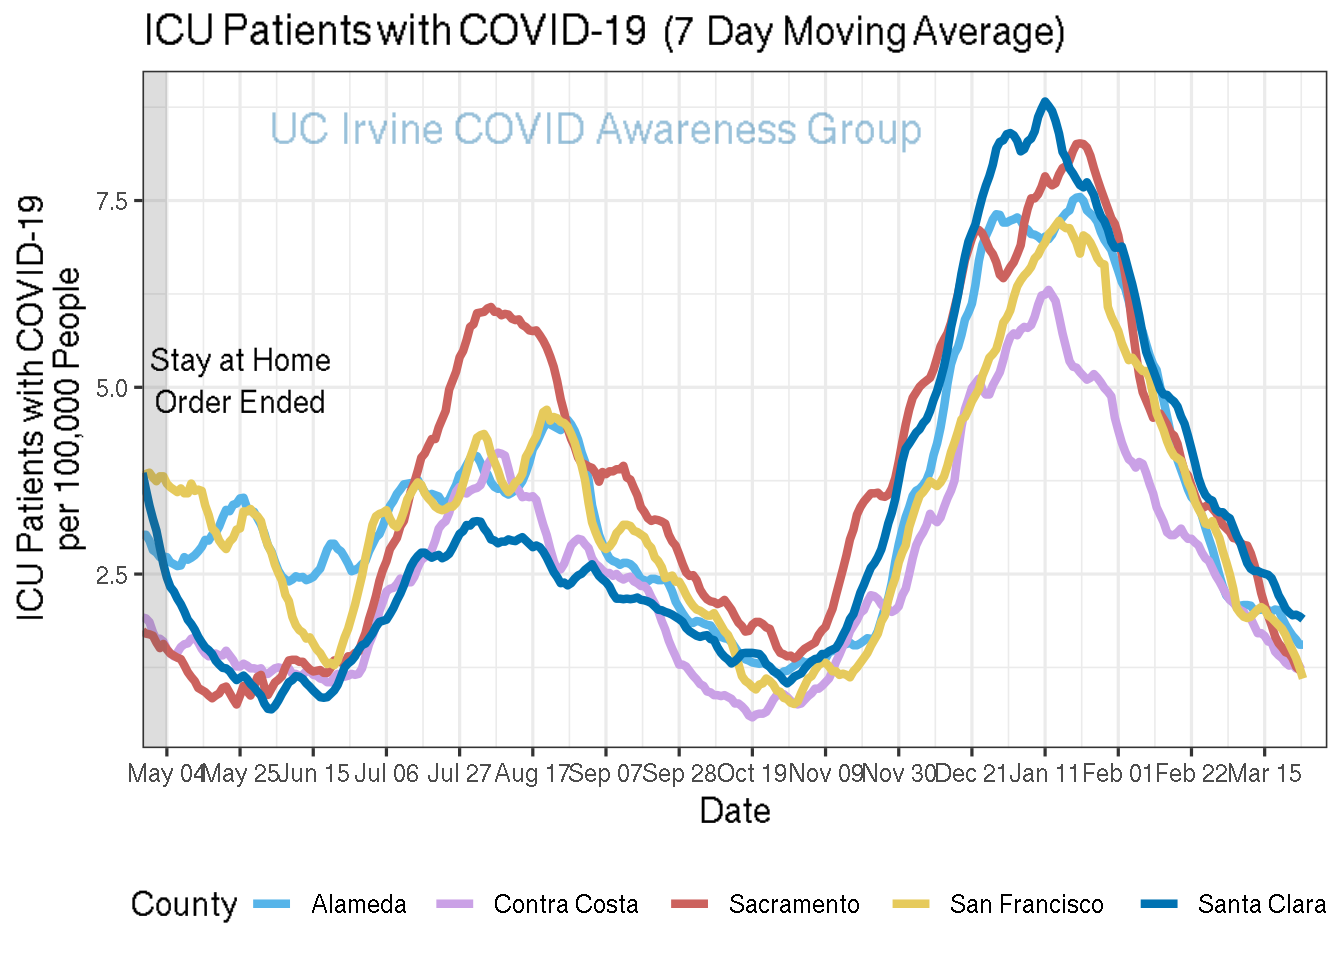 ICU Patients with COVID-19 (7 Day Moving Average)
UC Irvine COVID Awareness Group
ICU Patients with COVID-19
per 100,000 People
7.5
5.0
2.5
Stay at Home
Order Ended
May 04 May 25 Jun 15 Jul 06 Jul 27 Aug 17 Sep 07 Sep 28 Oct 19 Nov 09 Nov 30 Dec 21 Jan 11 Feb 01 Feb 22 Mar 15
Date
County Alameda Contra Costa Sacramento San Francisco Santa Clara